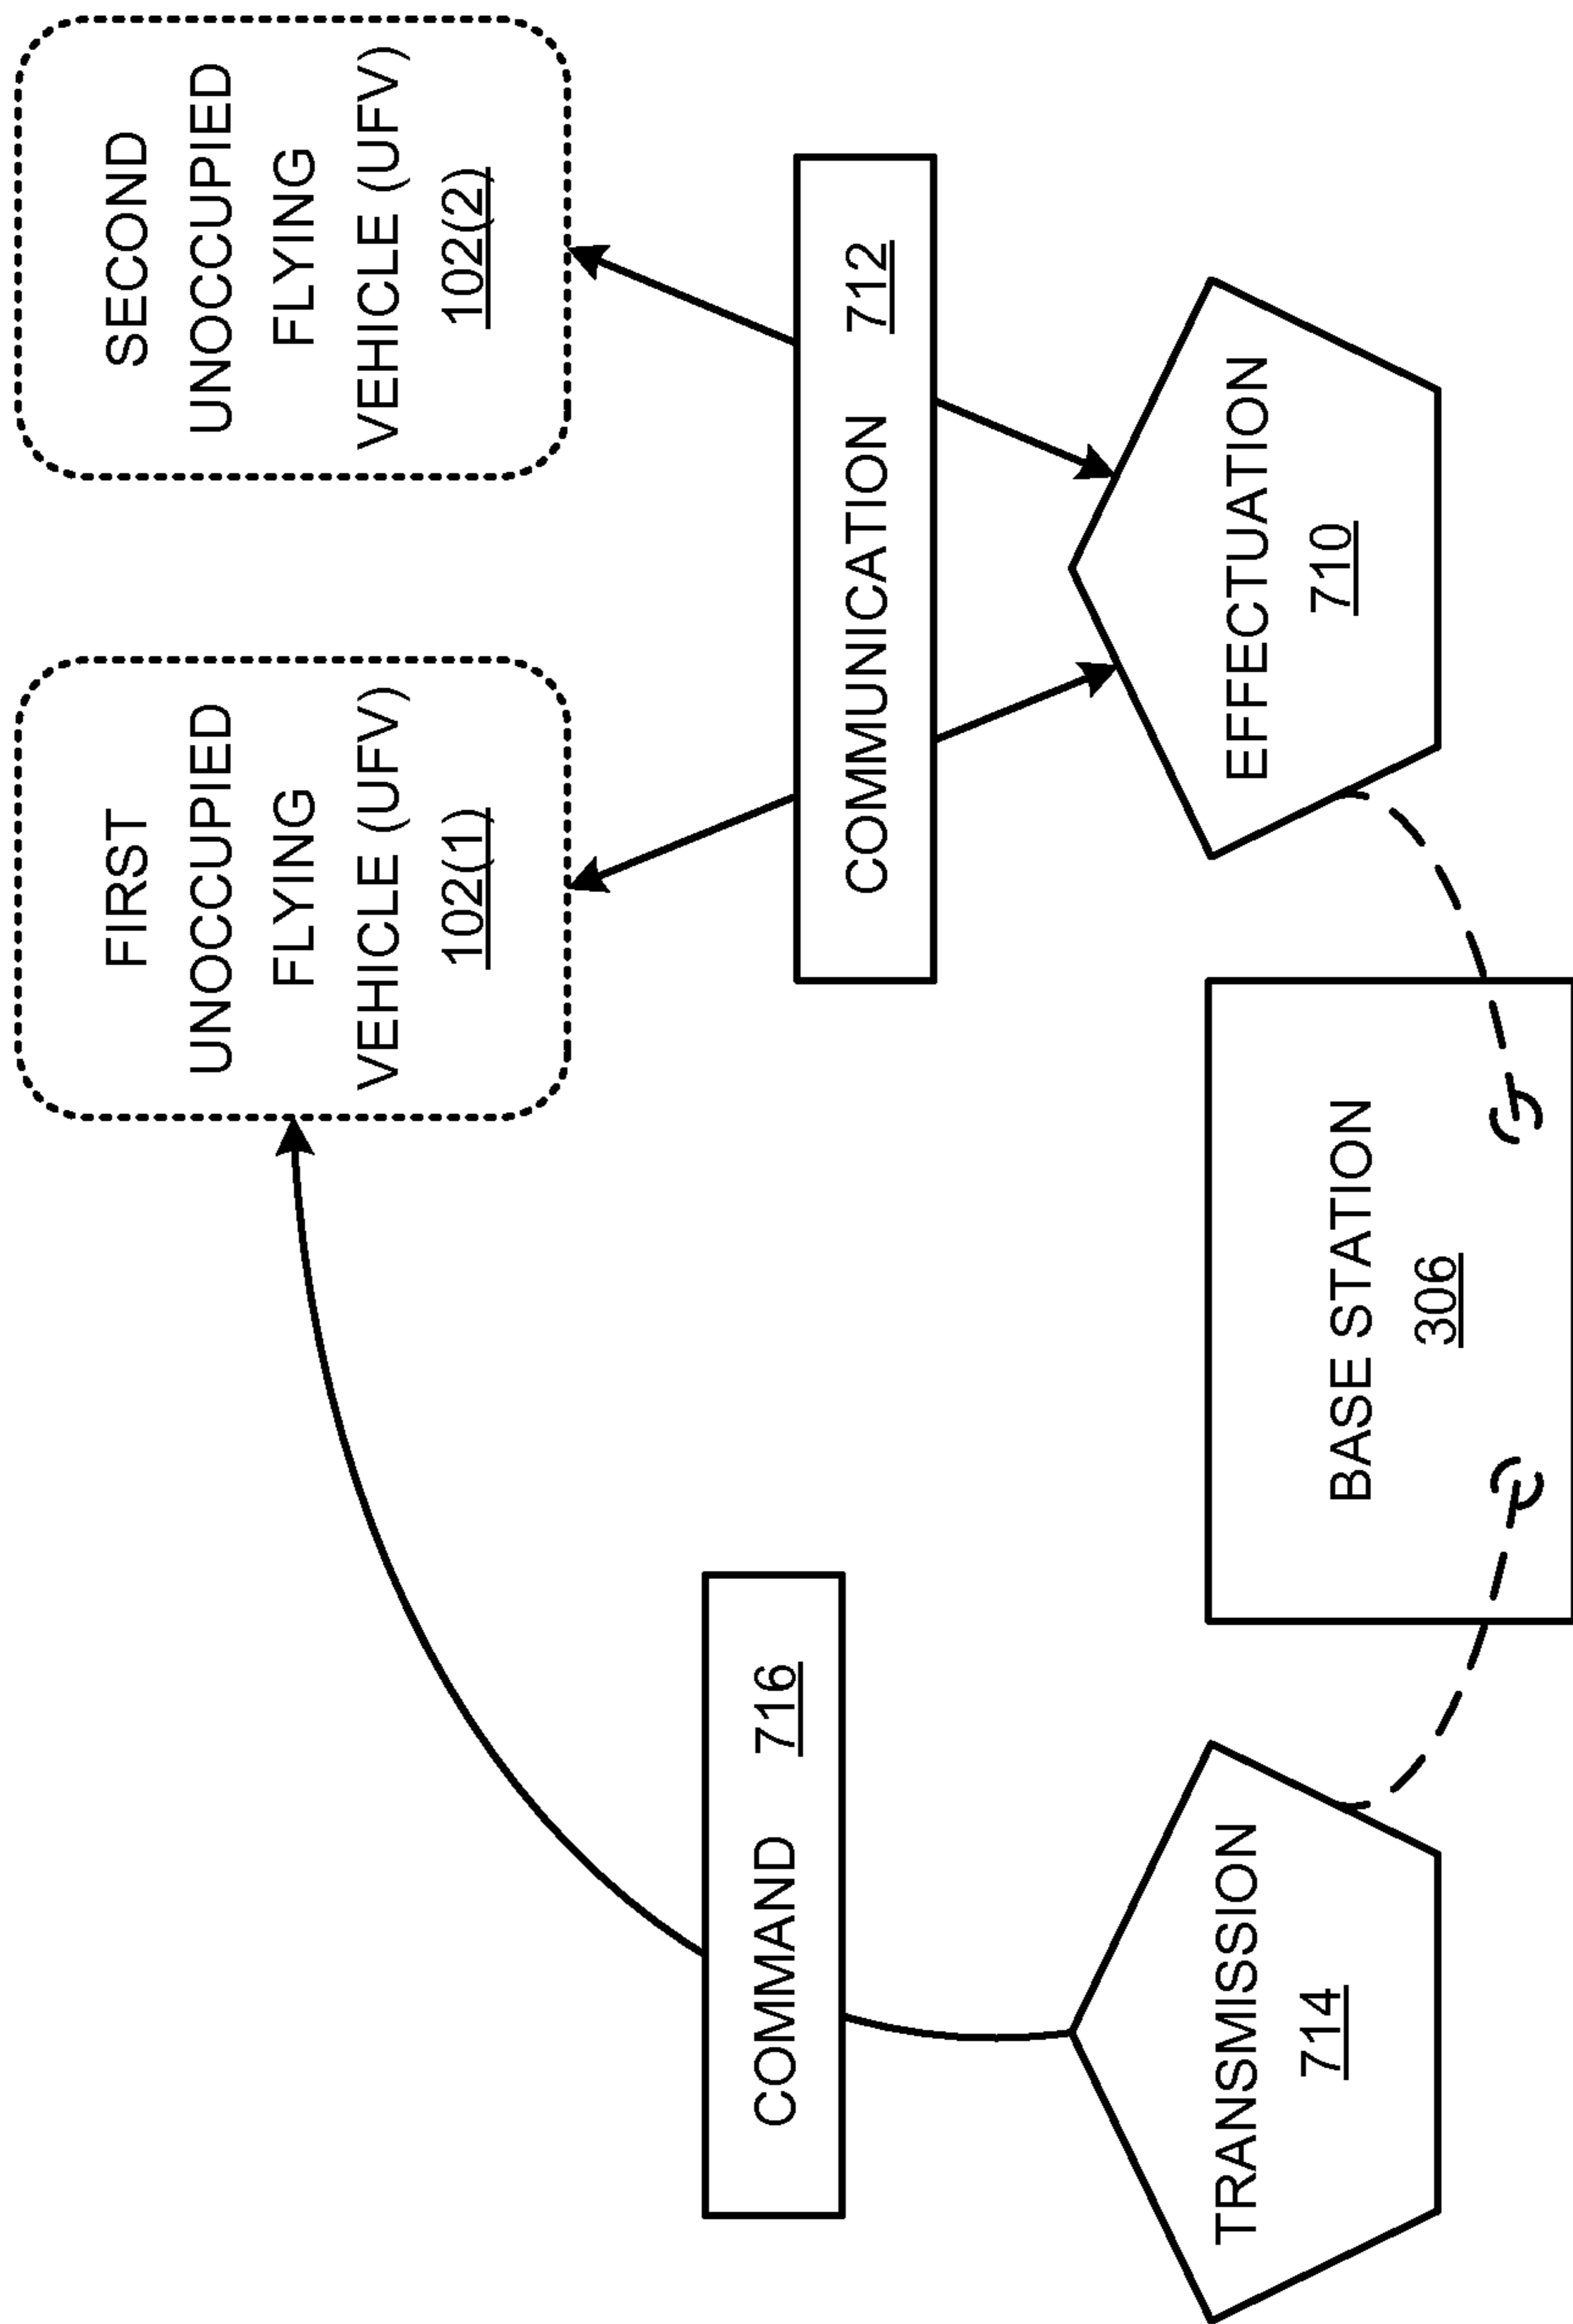 FIRST
UNOCCUPIED
FLYING
VEHICLE (UFV)
102(1)
SECOND
UNOCCUPIED
FLYING
VEHICLE (UFV)
102(2)
COMMAND 716
COMMUNICATION 712
TRANSMISSION
714
BASE STATION
306
EFFECTUATION
710